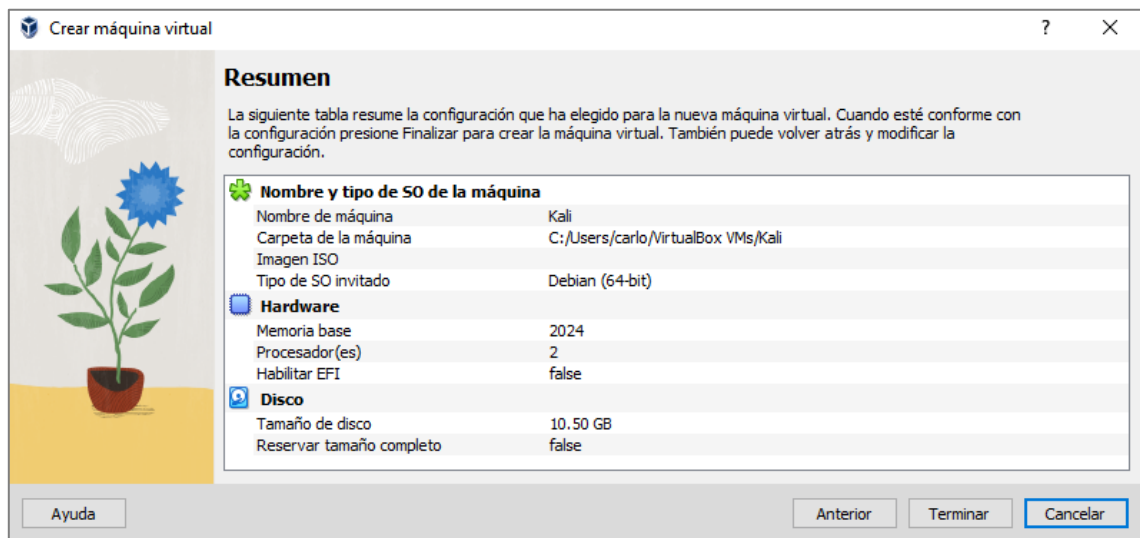 Crear máquina virtual
?
Resumen
La siguiente tabla resume la configuración que ha elegido para la nueva máquina virtual. Cuando esté conforme con
la configuración presione Finalizar para crear la máquina virtual. También puede volver atrás y modificar la
configuración.
Nombre y tipo de SO de la máquina
Nombre de máquina Kali
Carpeta de la máquina C:/Users/carlo/VirtualBox VMs/Kali
Imagen ISO
Tipo de SO invitado Debian (64-bit)
Hardware
Memoria base 2024
Procesador(es) 2
Habilitar EFI false
Disco
Tamaño de disco 10.50 GB
Reservar tamaño completo false
Ayuda Anterior Terminar Cancelar